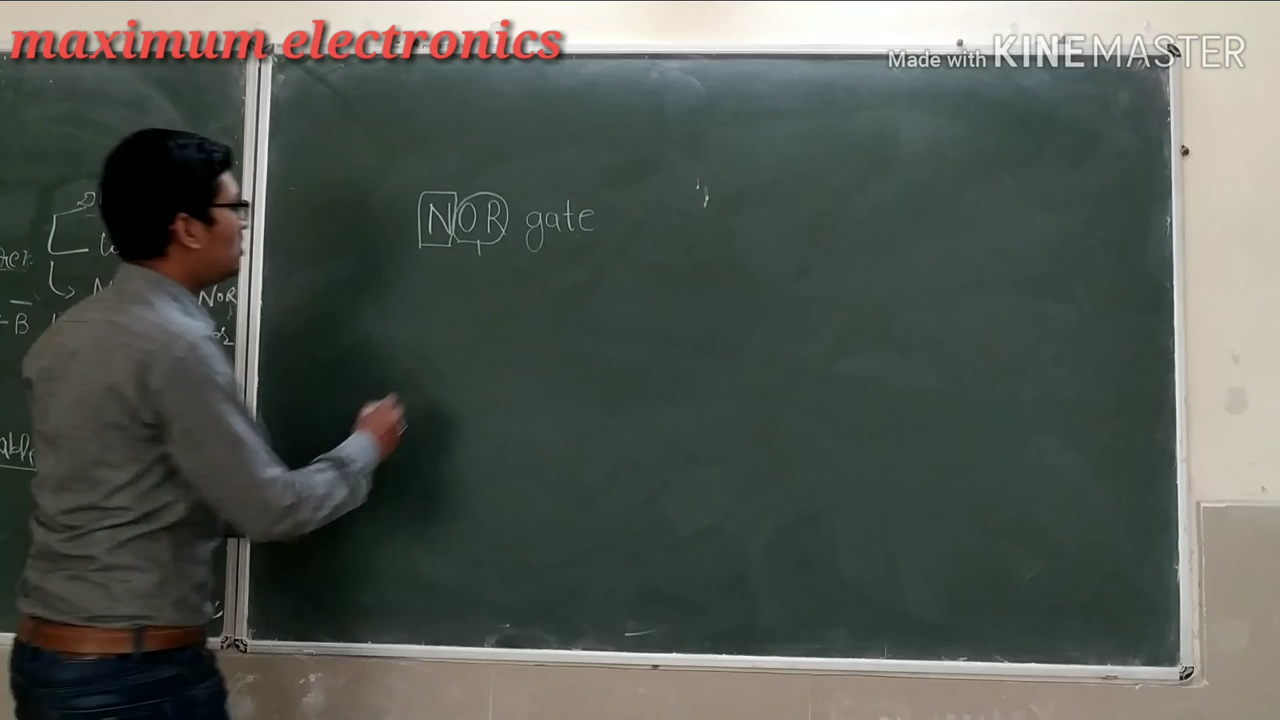 maximum electronics
Made with KINEMASTER
NOR gate
NOR
B